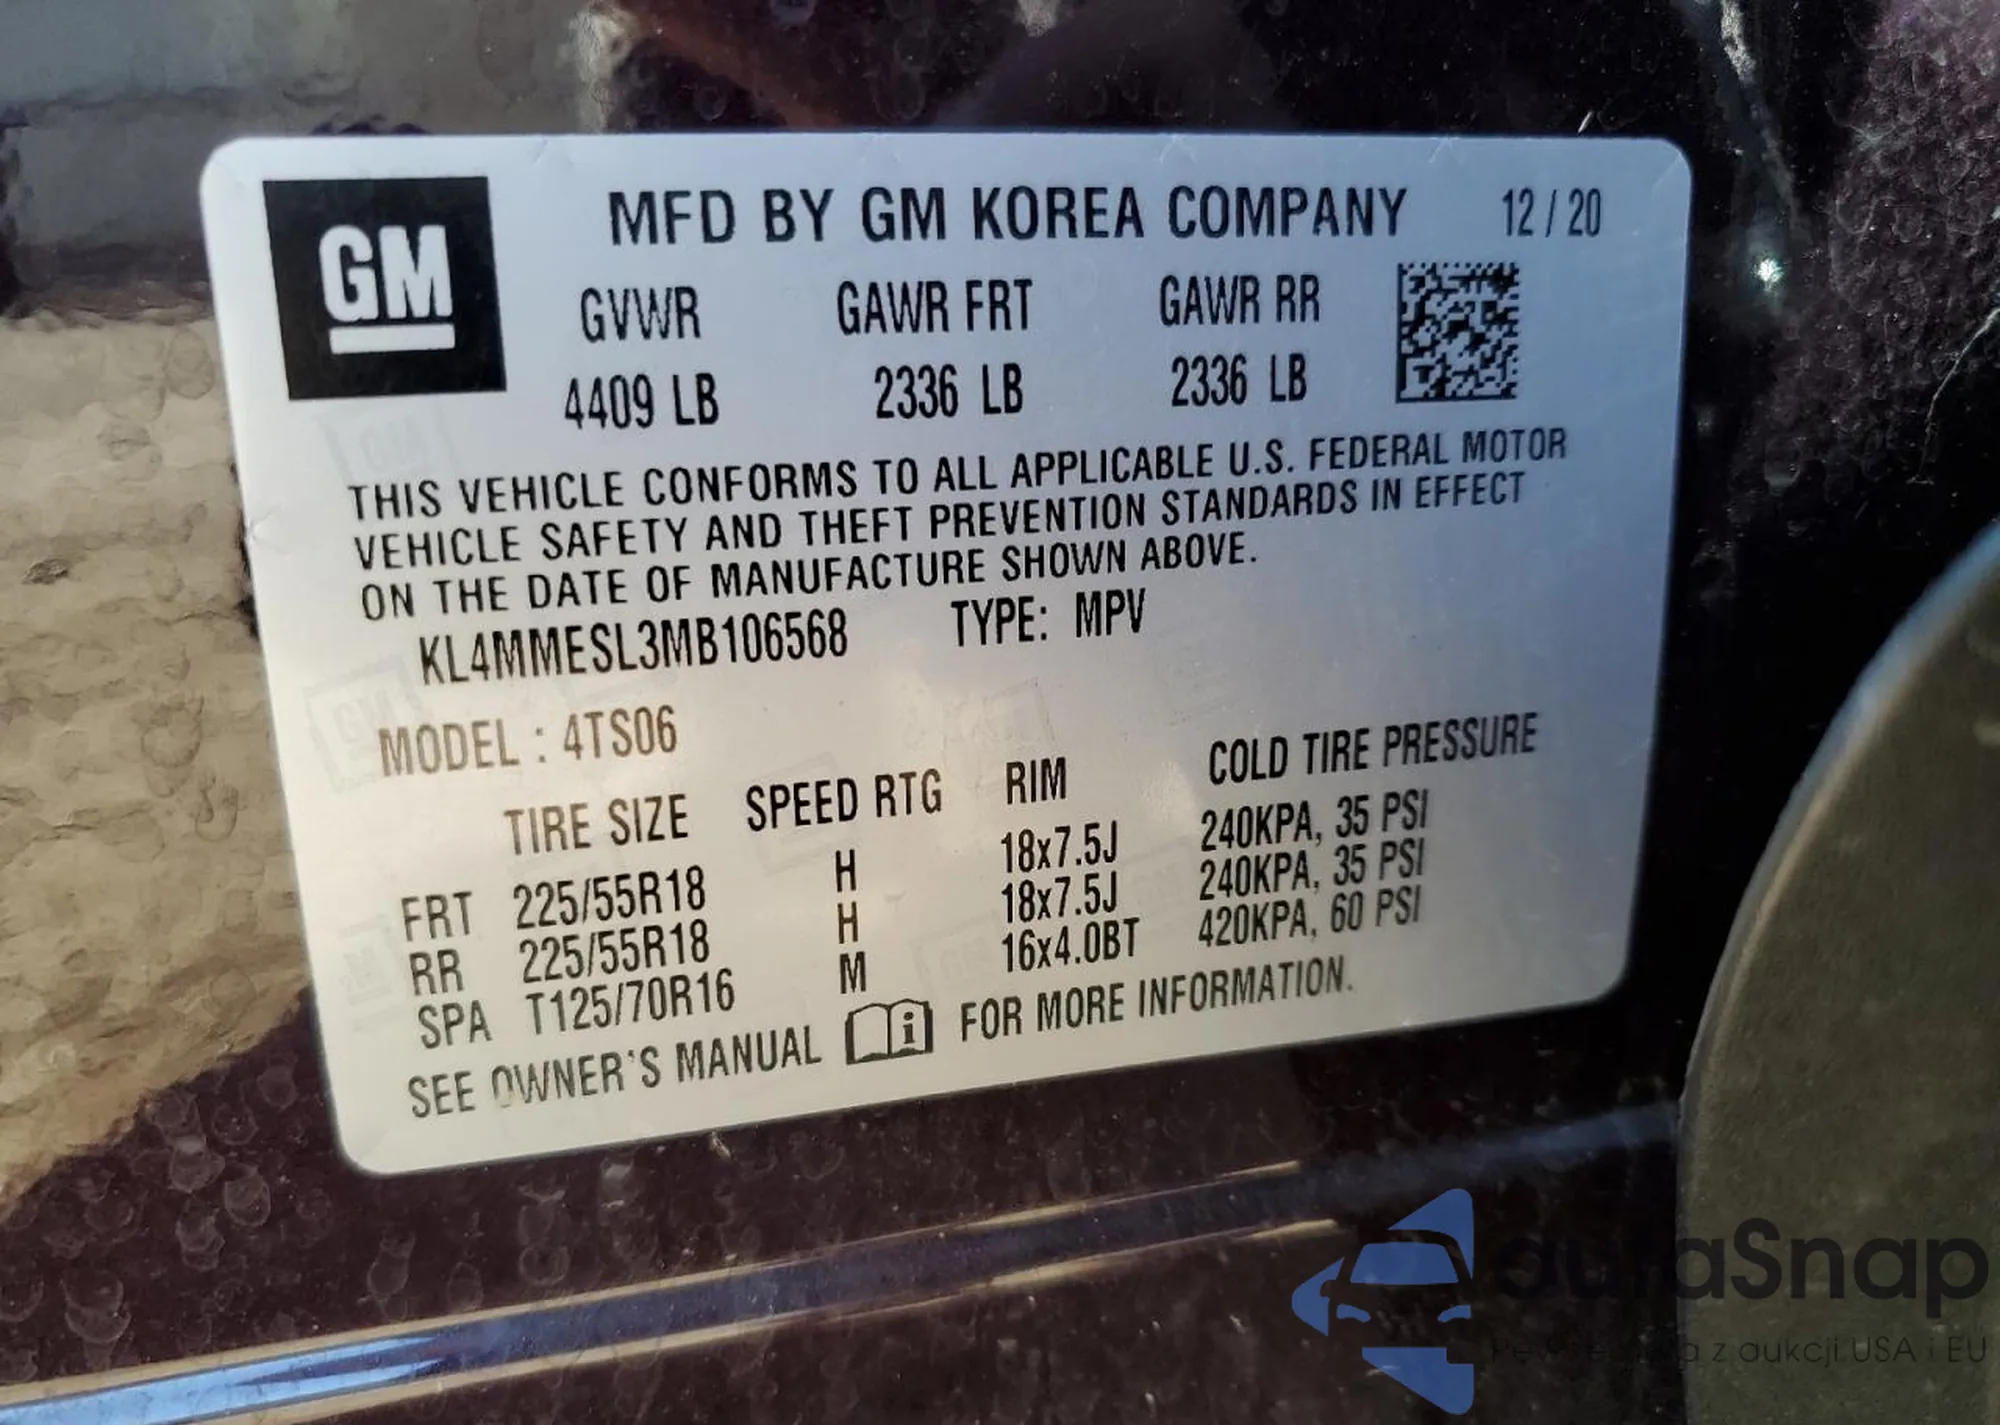 GM
MFD BY GM KOREA COMPANY 12 / 20
GVWR GAWR FRT GAWR RR
4409 LB 2336 LB 2336 LB
THIS VEHICLE CONFORMS TO ALL APPLICABLE U.S. FEDERAL MOTOR
VEHICLE SAFETY AND THEFT PREVENTION STANDARDS IN EFFECT
ON THE DATE OF MANUFACTURE SHOWN ABOVE.
KL4MMESL3MB106568 TYPE: MPV
MODEL : 4TS06
TIRE SIZE SPEED RTG RIM COLD TIRE PRESSURE
FRT 225/55R18 H 18x7.5J 240KPA, 35 PSI
RR 225/55R18 H 18x7.5J 240KPA, 35 PSI
SPA T125/70R16 M 16x4.0BT 420KPA, 60 PSI
SEE OWNER'S MANUAL i FOR MORE INFORMATION.
auraSnap
z aukcji USA i EU